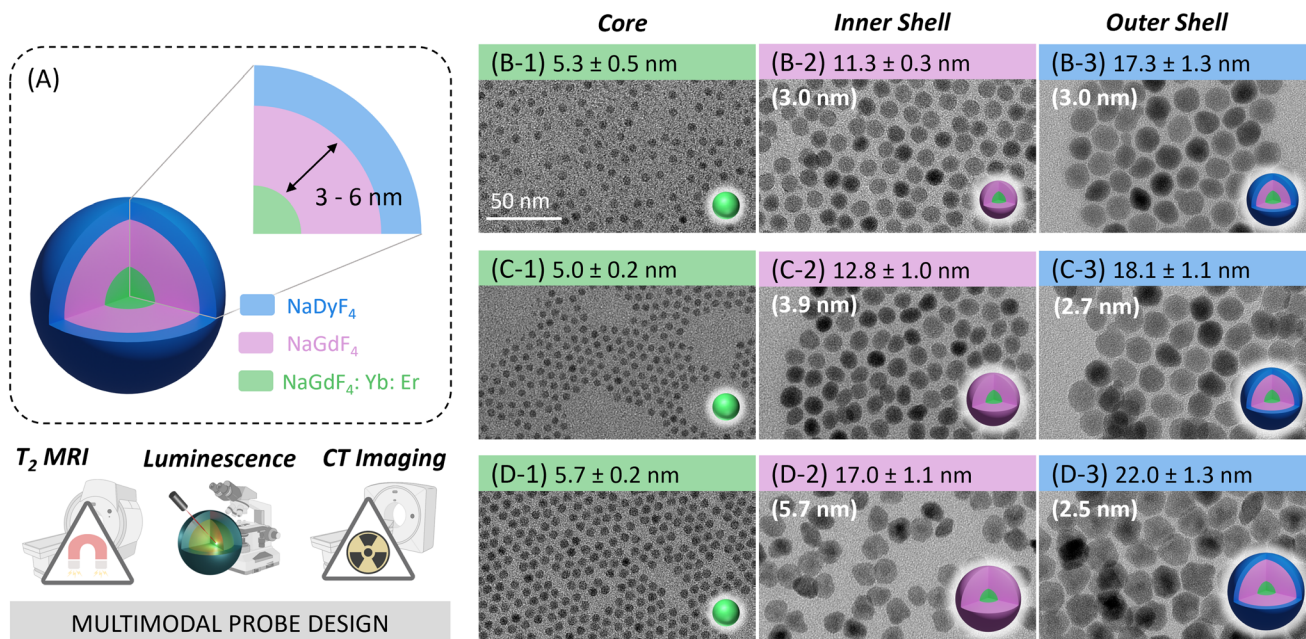 (A)
3 - 6 nm
NaDyF₄
NaGdF₄
NaGdF₄: Yb: Er
T₂ MRI
Luminescence
CT Imaging
MULTIMODAL PROBE DESIGN
Core
Inner Shell
Outer Shell
(B-1) 5.3 ± 0.5 nm
50 nm
(B-2) 11.3 ± 0.3 nm
(3.0 nm)
(B-3) 17.3 ± 1.3 nm
(3.0 nm)
(C-1) 5.0 ± 0.2 nm
(C-2) 12.8 ± 1.0 nm
(3.9 nm)
(C-3) 18.1 ± 1.1 nm
(2.7 nm)
(D-1) 5.7 ± 0.2 nm
(D-2) 17.0 ± 1.1 nm
(5.7 nm)
(D-3) 22.0 ± 1.3 nm
(2.5 nm)